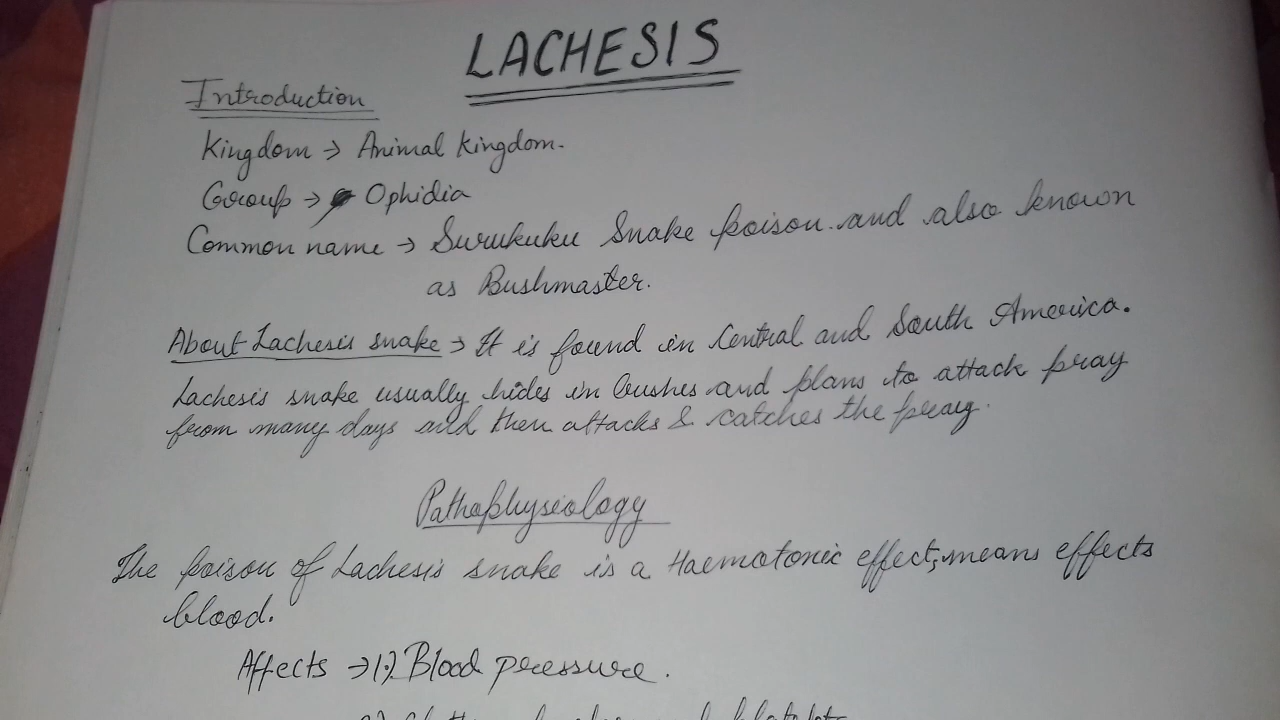 LACHESIS
Introduction
Kingdom → Animal Kingdom.
Group → Ophidia
Common name → Surukuku Snake poison. and also known
as Bushmaster.
About Lachesis snake → It is found in Central and South America.
Lachesis snake usually hides in bushes and plans to attack pray
from many days and then attacks & catches the pray.
Pathaphysiology
The poison of Lachesis snake is a Haematonic effect, means effects
blood.
Affects → 1.) Blood pressure.